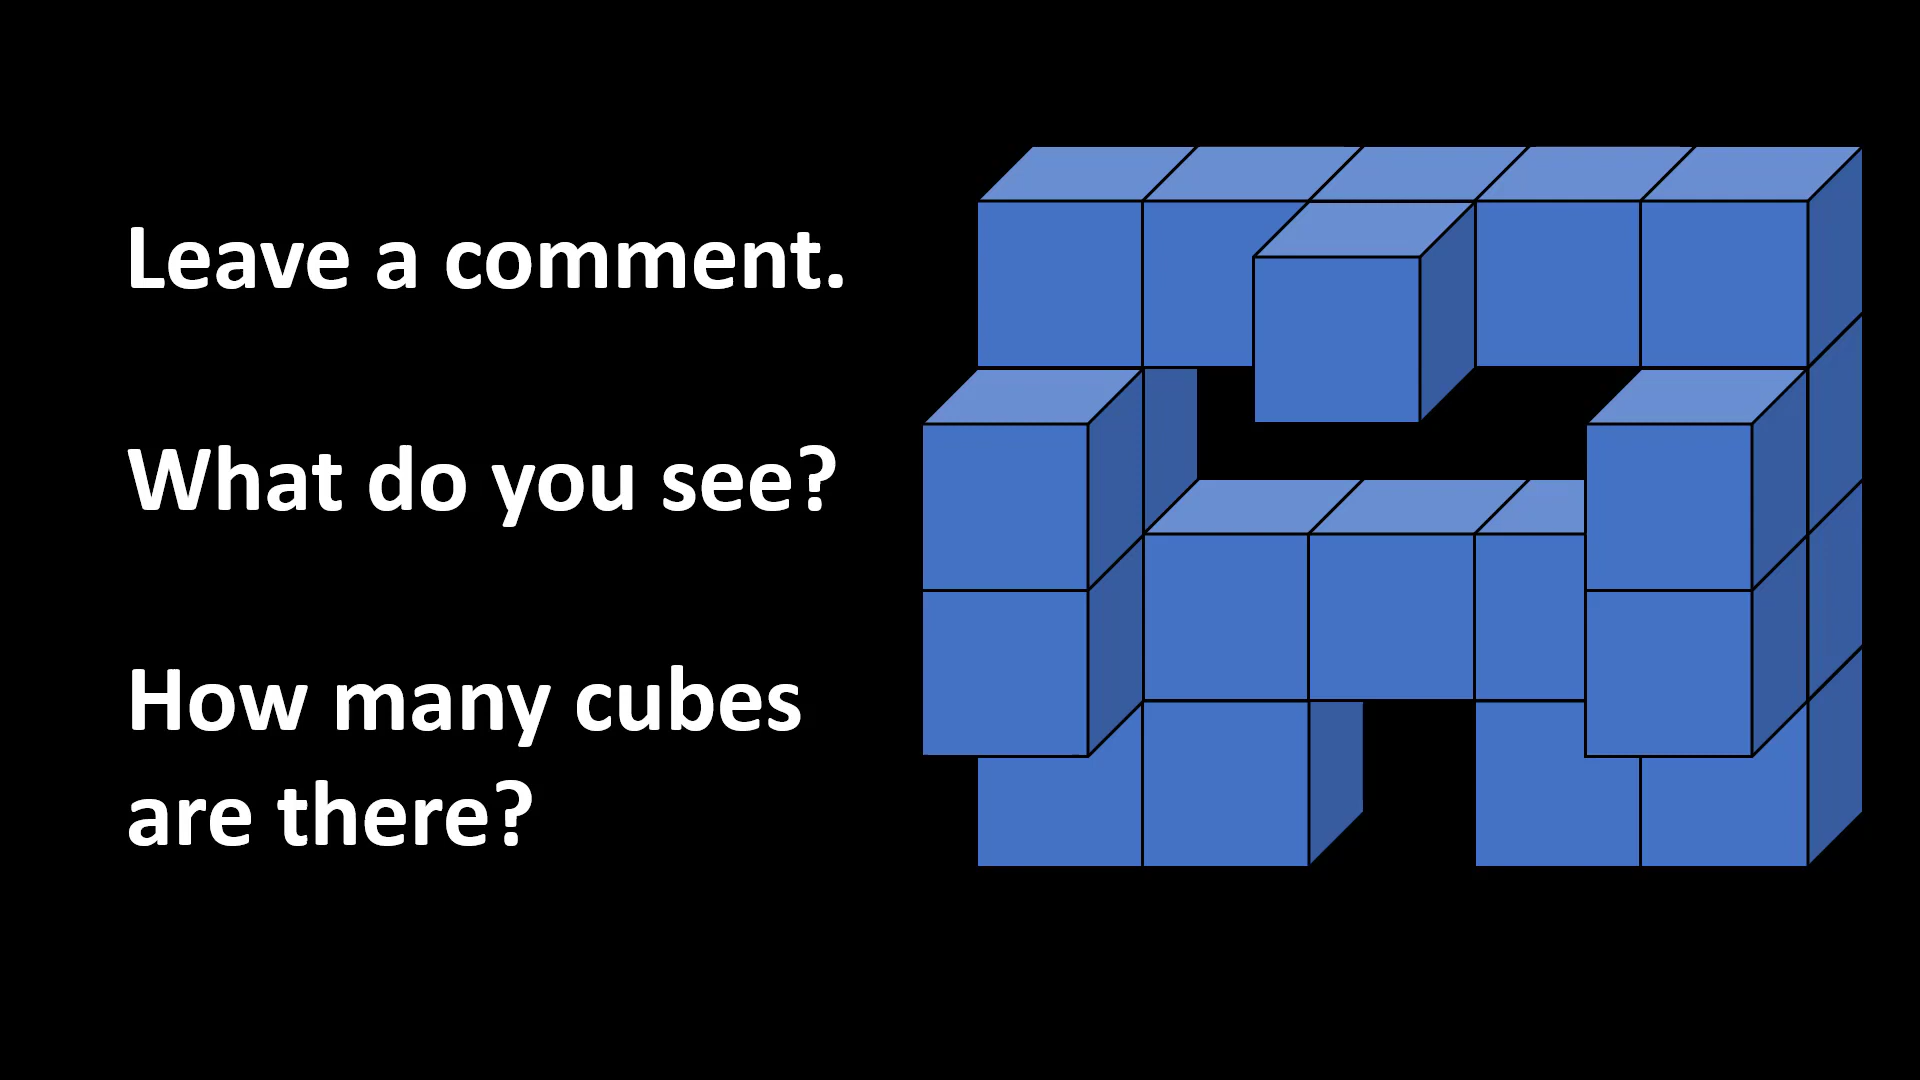 Leave a comment.
What do you see?
How many cubes
are there?